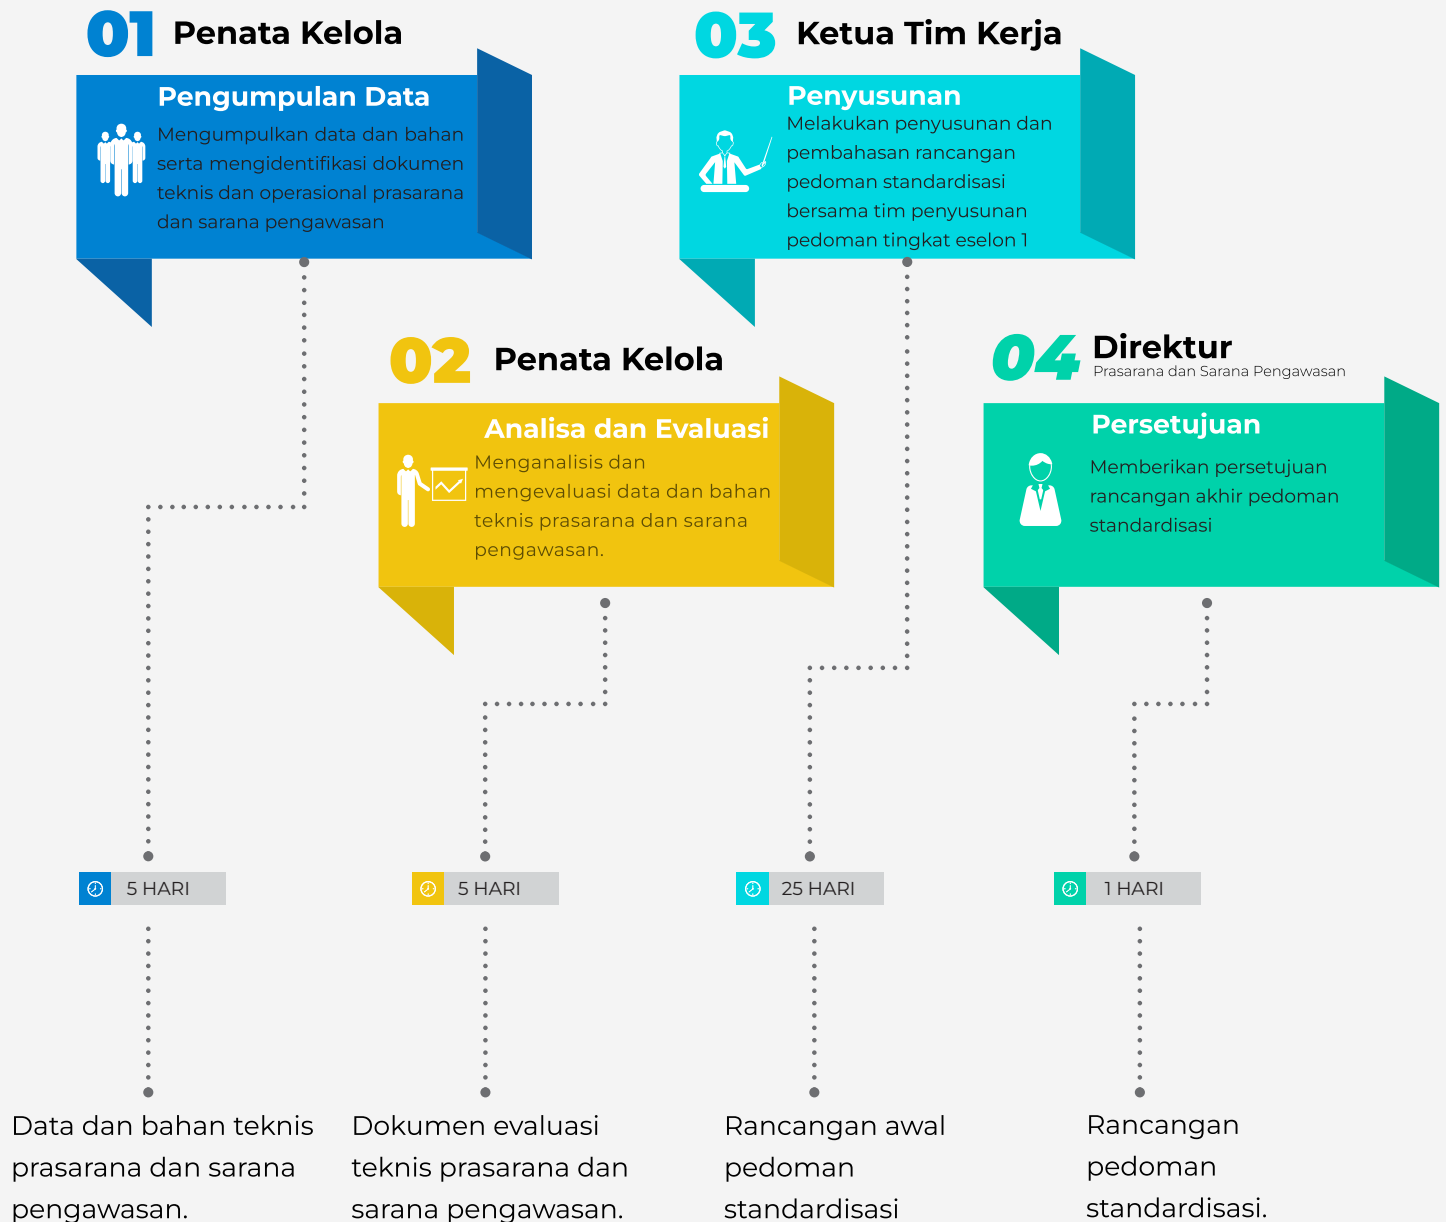 01 Penata Kelola
Pengumpulan Data
Mengumpulkan data dan bahan
serta mengidentifikasi dokumen
teknis dan operasional prasarana
dan sarana pengawasan
02 Penata Kelola
Analisa dan Evaluasi
Menganalisis dan
mengevaluasi data dan bahan
teknis prasarana dan sarana
pengawasan.
03 Ketua Tim Kerja
Penyusunan
Melakukan penyusunan dan
pembahasan rancangan
pedoman standardisasi
bersama tim penyusunan
pedoman tingkat eselon 1
04 Direktur
Prasarana dan Sarana Pengawasan
Persetujuan
Memberikan persetujuan
rancangan akhir pedoman
standardisasi
5 HARI
5 HARI
25 HARI
1 HARI
Data dan bahan teknis
prasarana dan sarana
pengawasan.
Dokumen evaluasi
teknis prasarana dan
sarana pengawasan.
Rancangan awal
pedoman
standardisasi
Rancangan
pedoman
standardisasi.